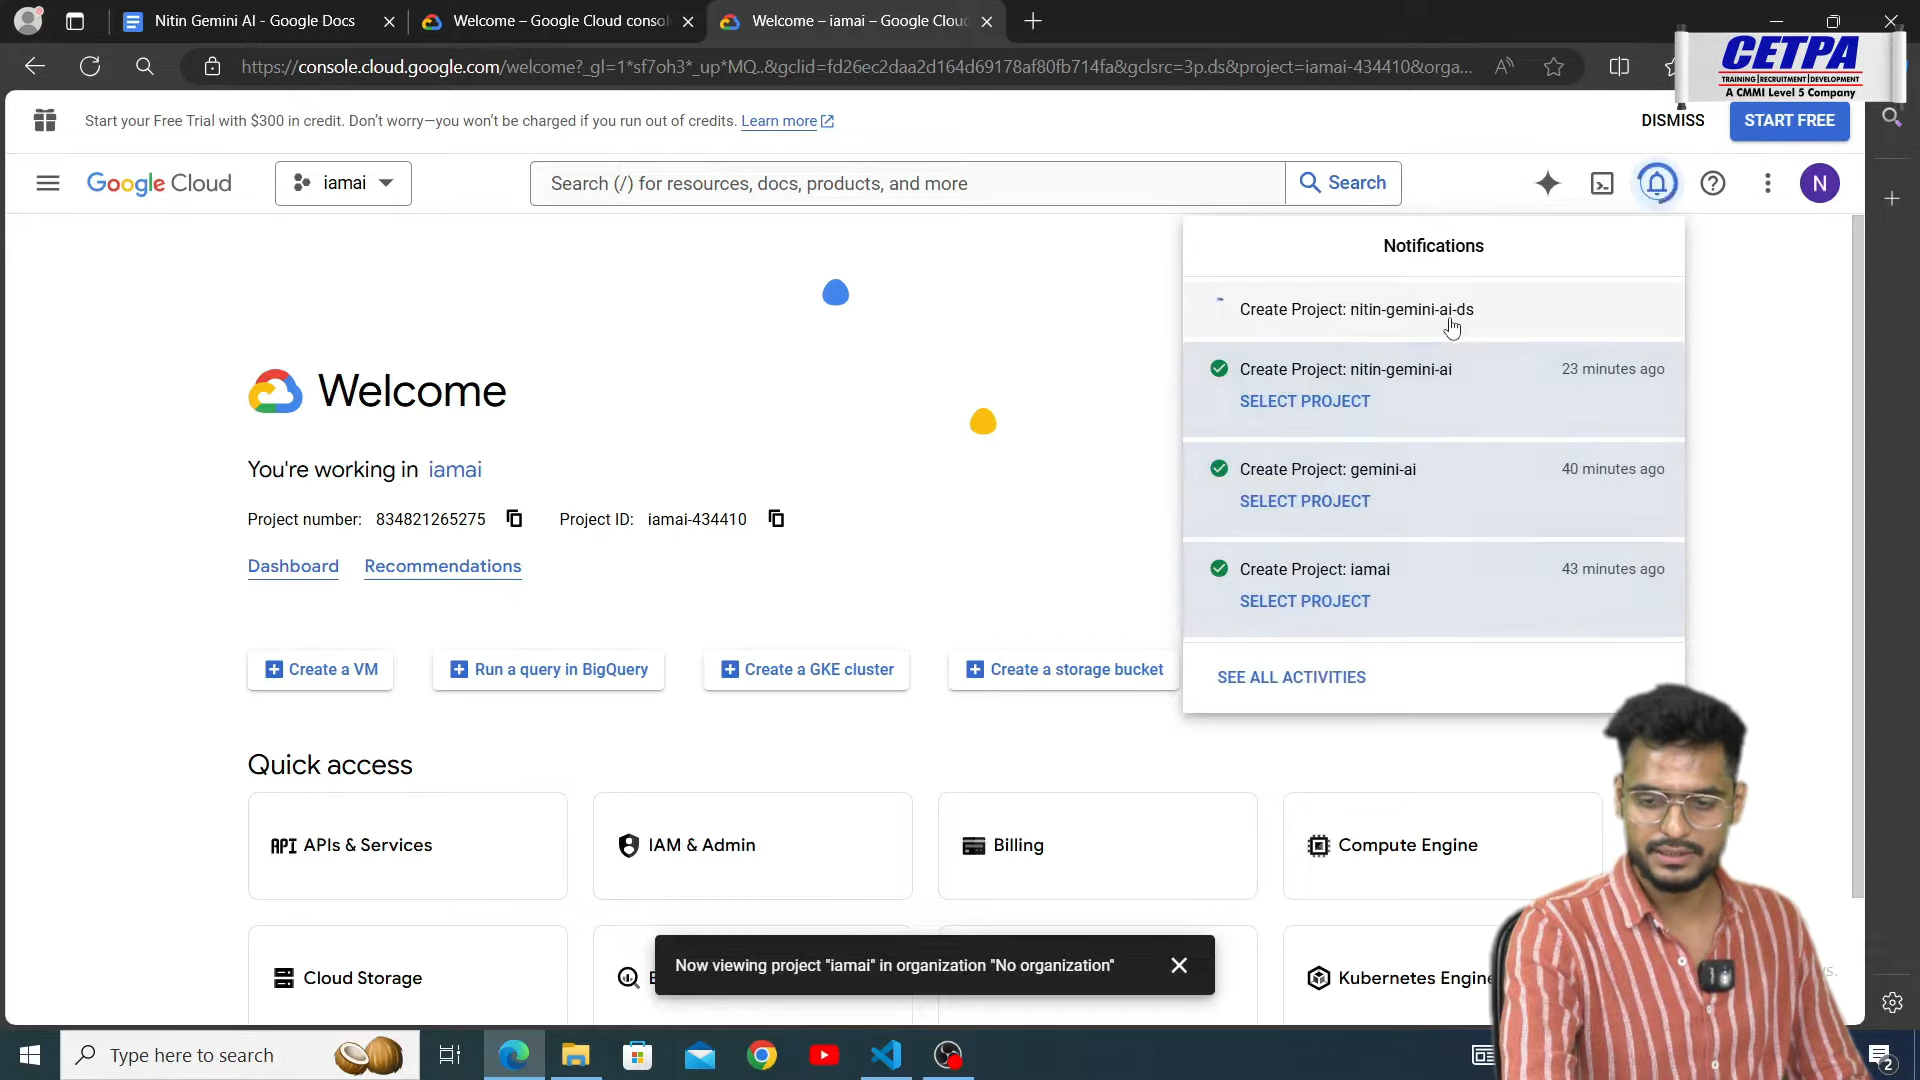 Nitin Gemini AI - Google Docs
Welcome – Google Cloud consol
Welcome – iamai – Google Clou
https://console.cloud.google.com/welcome?_gl=1*sf7oh3*_up*MQ..&gclid=fd26ec2daa2d164d69178af80fb714fa&gclsrc=3p.ds&project=iamai-434410&orga...
CETPA
TRAINING|RECRUITMENT|DEVELOPMENT
A CMMI Level 5 Company
Start your Free Trial with $300 in credit. Don't worry—you won't be charged if you run out of credits. Learn more
DISMISS
START FREE
Google Cloud
iamai
Search (/) for resources, docs, products, and more
Search
N
Notifications
Create Project: nitin-gemini-ai-ds
Create Project: nitin-gemini-ai
23 minutes ago
SELECT PROJECT
Create Project: gemini-ai
40 minutes ago
SELECT PROJECT
Create Project: iamai
43 minutes ago
SELECT PROJECT
SEE ALL ACTIVITIES
Welcome
You're working in iamai
Project number: 834821265275
Project ID: iamai-434410
Dashboard
Recommendations
Create a VM
Run a query in BigQuery
Create a GKE cluster
Create a storage bucket
Quick access
API APIs & Services
IAM & Admin
Billing
Compute Engine
Cloud Storage
Kubernetes Engine
Now viewing project "iamai" in organization "No organization"
Type here to search
2